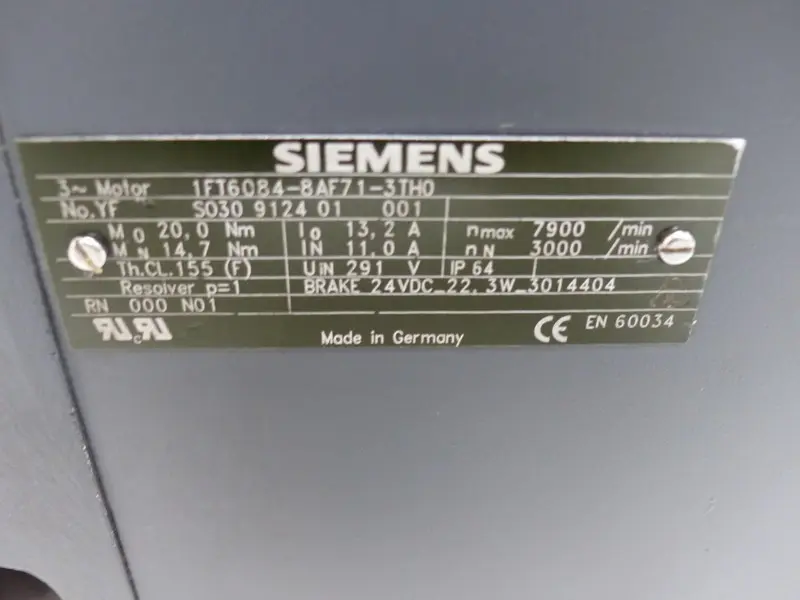 SIEMENS
3~ Motor 1FT6084-8AF71-3TH0
No.YF S030 9124 01 001
M0 20,0 Nm I0 13,2 A nmax 7900 /min
MN 14,7 Nm IN 11,0 A nN 3000 /min
Th.CL.155 (F) UIN 291 V IP 64
Resolver p=1 BRAKE 24VDC 22,3W 3014404
RN 000 N01
RU cRU CE EN 60034
Made in Germany